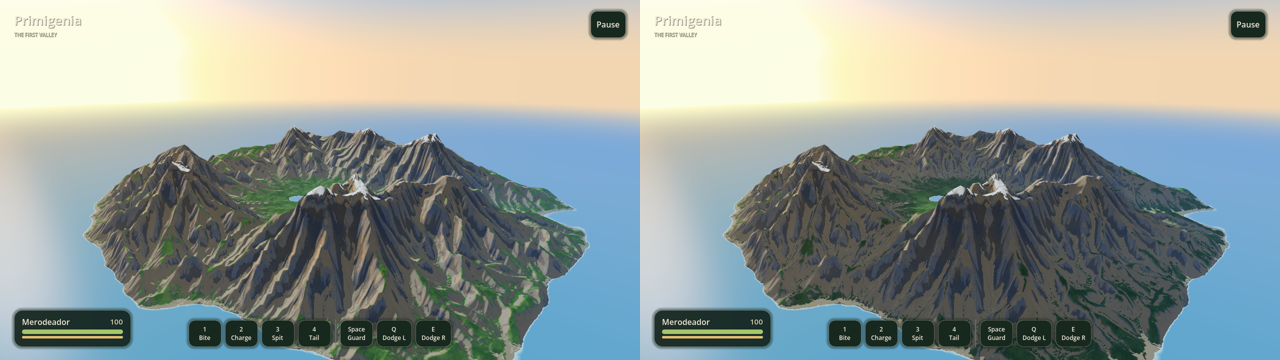 Primigenia
THE FIRST VALLEY
Pause
Merodeador 100
1 Bite
2 Charge
3 Spit
4 Tail
Space Guard
Q Dodge L
E Dodge R
Primigenia
THE FIRST VALLEY
Pause
Merodeador 100
1 Bite
2 Charge
3 Spit
4 Tail
Space Guard
Q Dodge L
E Dodge R